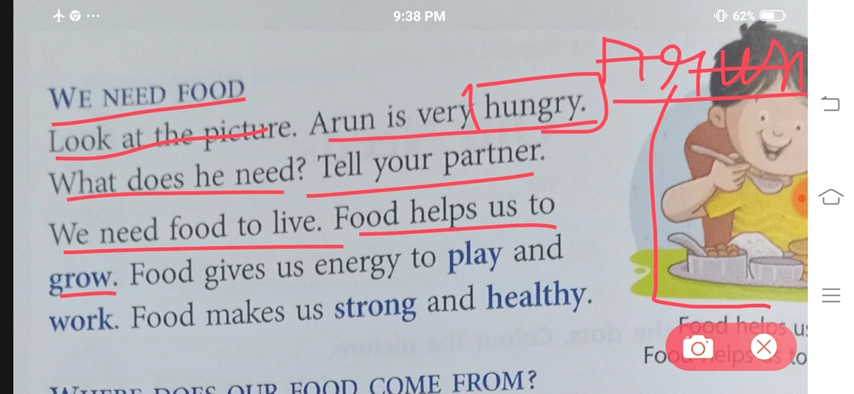 9:38 PM
62%
Arun
WE NEED FOOD
Look at the picture. Arun is very hungry.
What does he need? Tell your partner.
We need food to live. Food helps us to
grow. Food gives us energy to play and
work. Food makes us strong and healthy.
Food helps us
Food helps us to
WHERE DOES OUR FOOD COME FROM?